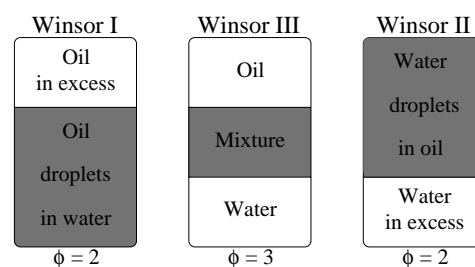 Winsor I
Oil
in excess
Oil
droplets
in water
ϕ = 2
Winsor III
Oil
Mixture
Water
ϕ = 3
Winsor II
Water
droplets
in oil
Water
in excess
ϕ = 2